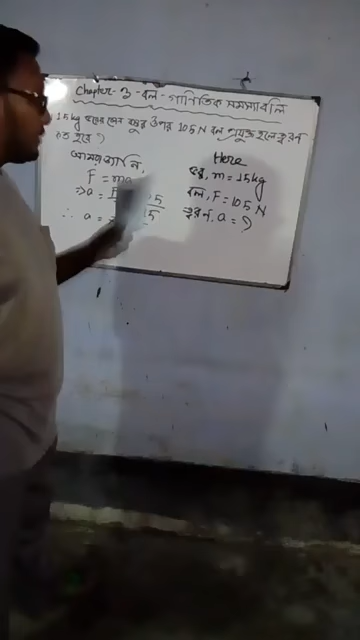 Chapter-3 বল - গাণিতিক সমস্যাবলি
15 kg ভরের কোন বস্তুর উপর 105 N বল প্রযুক্ত হলে ত্বরণ
কত হবে?
আমরা জানি,
F = ma
⇒ a = F
∴ a =
15
Here
ভর, m = 15kg
বল, F = 105 N
ত্বরণ, a = ?